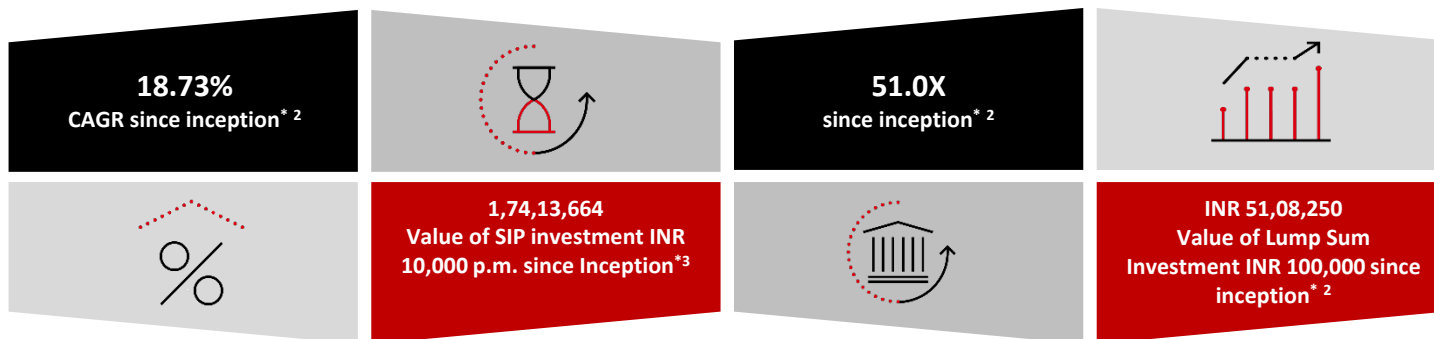 18.73%
CAGR since inception* 2
51.0X
since inception* 2
1,74,13,664
Value of SIP investment INR
10,000 p.m. since Inception*3
INR 51,08,250
Value of Lump Sum
Investment INR 100,000 since
inception* 2